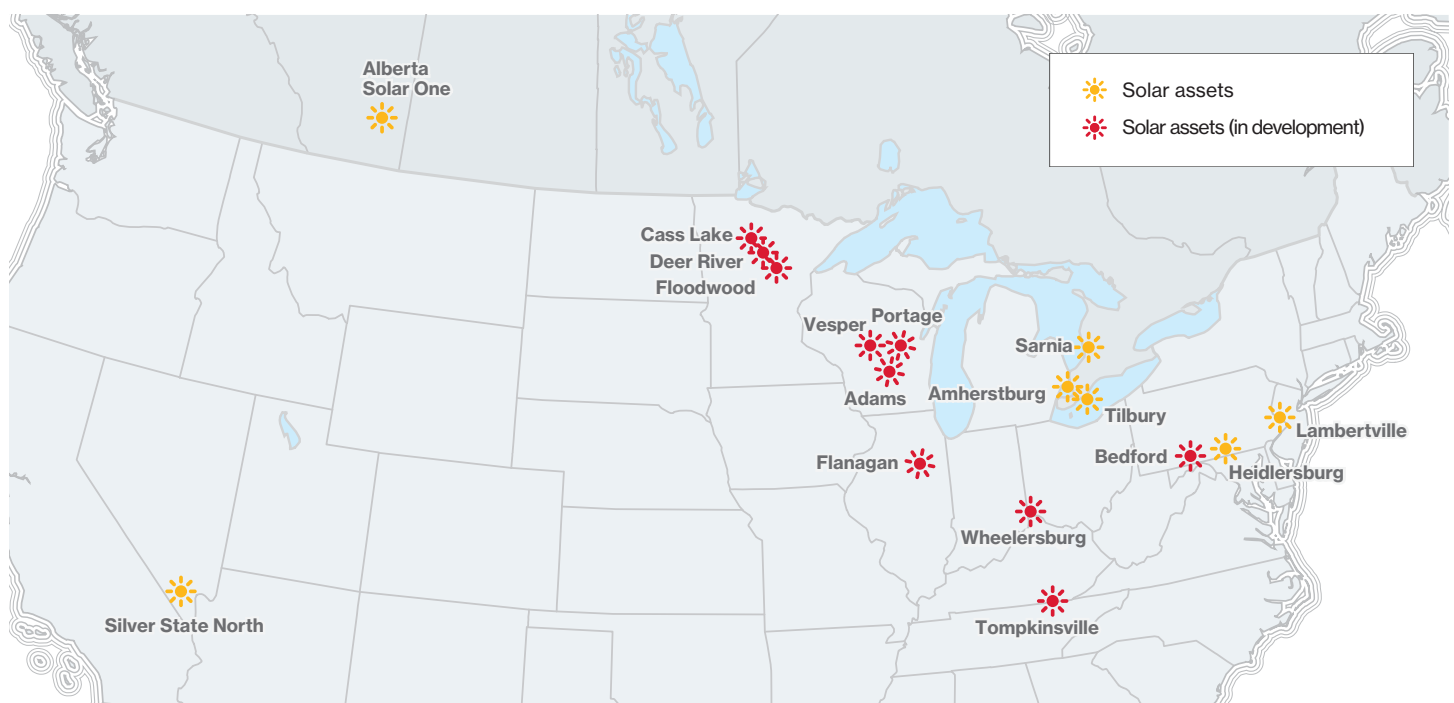 Alberta
Solar One
Solar assets
Solar assets (in development)
Cass Lake
Deer River
Floodwood
Vesper
Portage
Adams
Sarnia
Amherstburg
Tilbury
Lambertville
Bedford
Heidlersburg
Flanagan
Wheelersburg
Silver State North
Tompkinsville